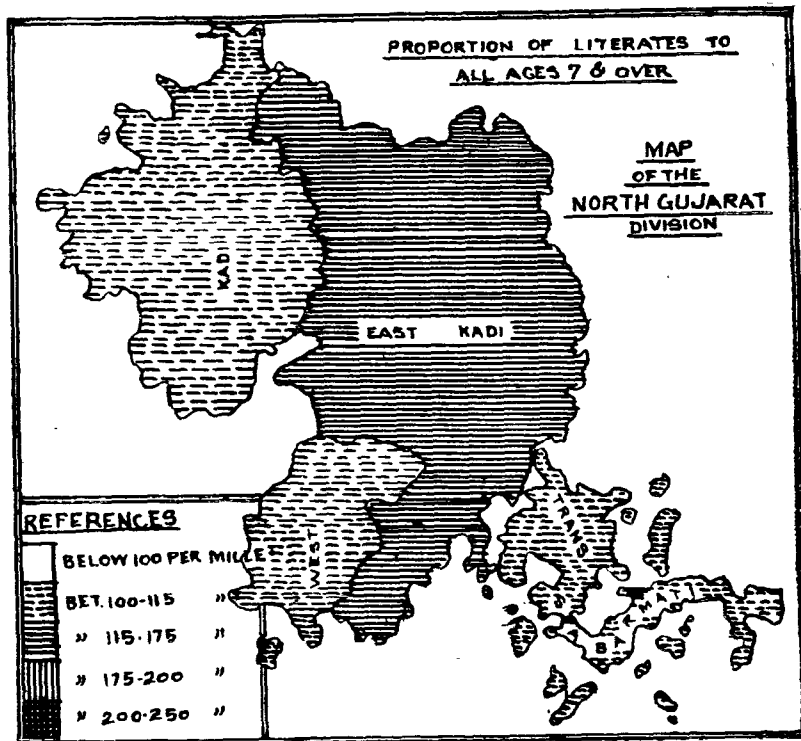 PROPORTION OF LITERATES TO
ALL AGES 7 & OVER
MAP
OF THE
NORTH GUJARAT
DIVISION
KADI
EAST KADI
WEST
TRANS
SABARMATI
REFERENCES
BELOW 100 PER MILLE
BET. 100-115 "
" 115-175 "
" 175-200 "
" 200-250 "